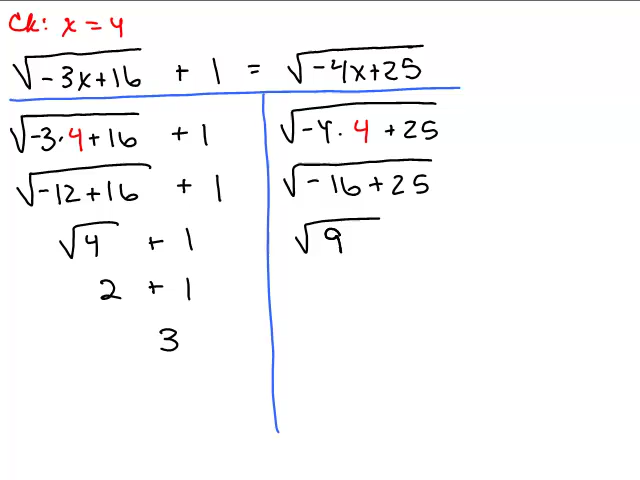 Ck: x = 4
√(-3x+16) + 1 = √(-4x+25)
√(-3·4+16) + 1 √(-4·4+25)
√(-12+16) + 1 √(-16+25)
√4 + 1 √9
2 + 1
3